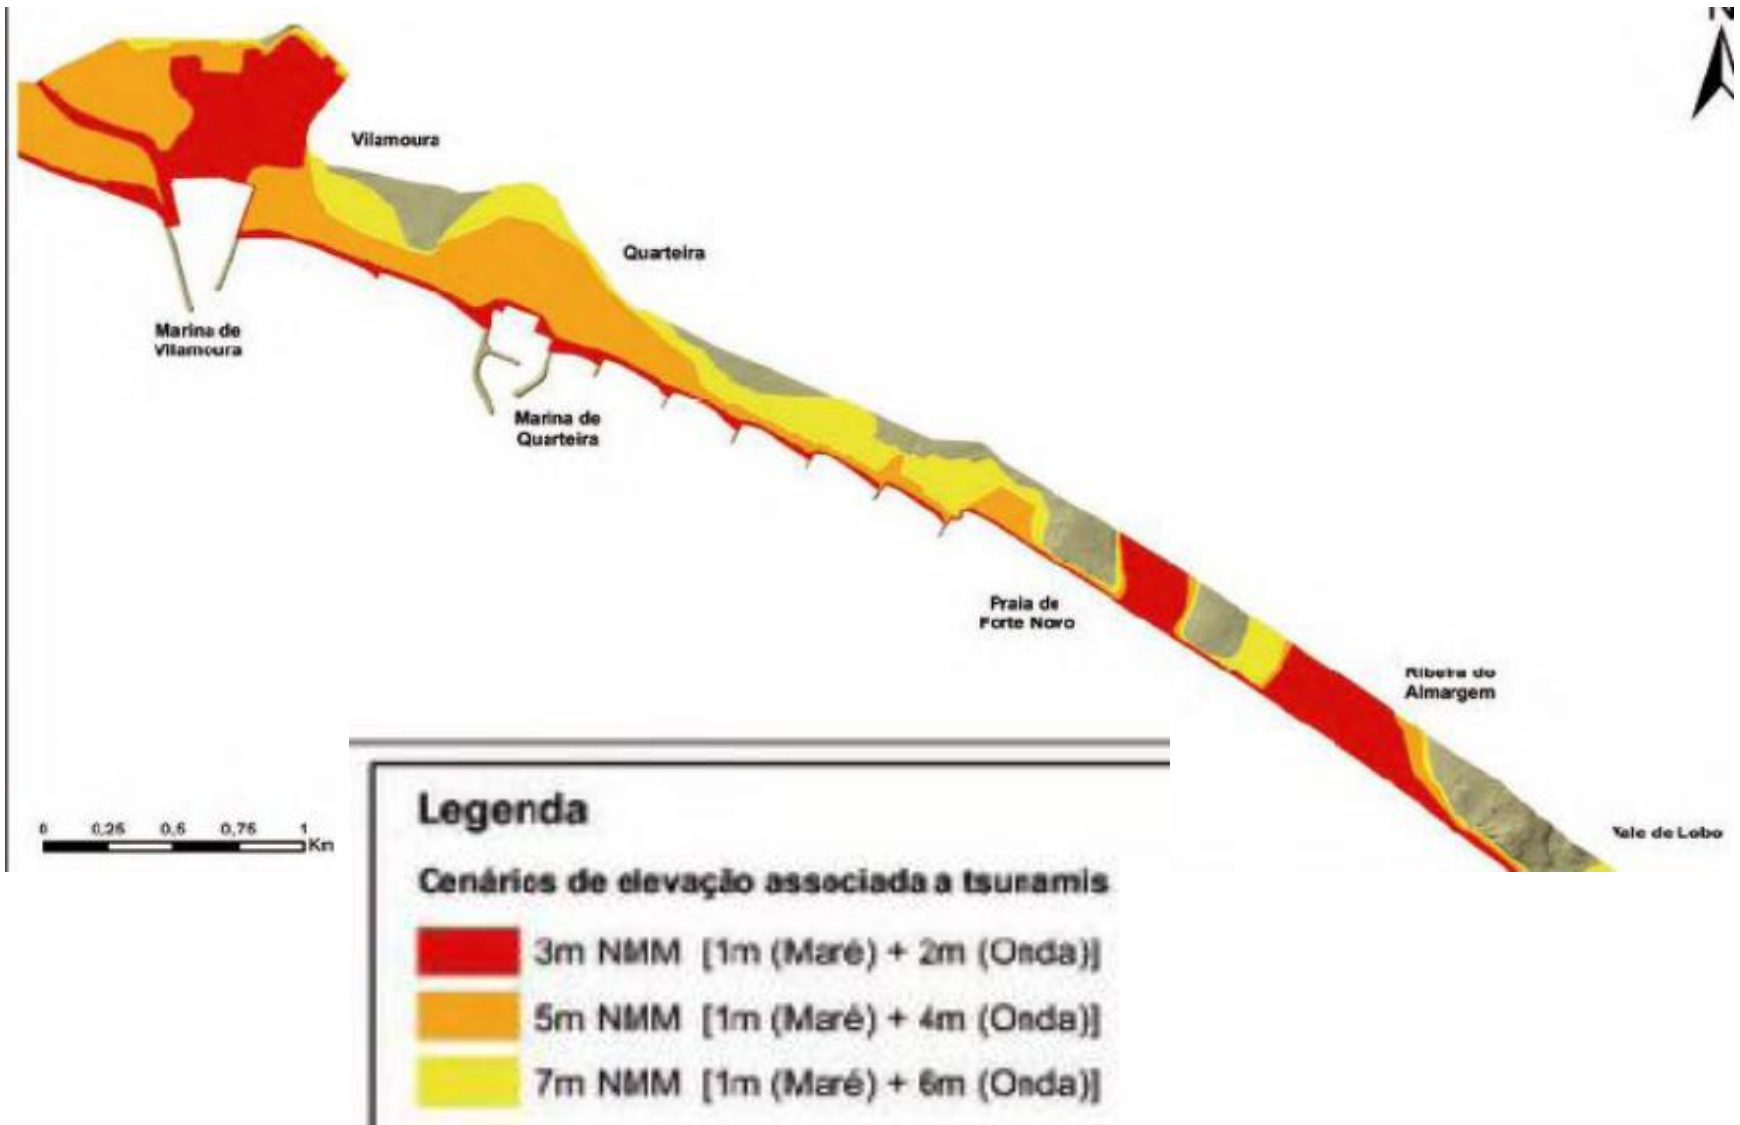 N
Vilamoura
Quarteira
Marina de
Vilamoura
Marina de
Quarteira
Praia de
Forte Novo
Ribeira do
Almargem
Vale de Lobo
0 0,25 0,5 0,75 1
Km
Legenda
Cenários de elevação associada a tsunamis
3m NMM [1m (Maré) + 2m (Onda)]
5m NMM [1m (Maré) + 4m (Onda)]
7m NMM [1m (Maré) + 6m (Onda)]